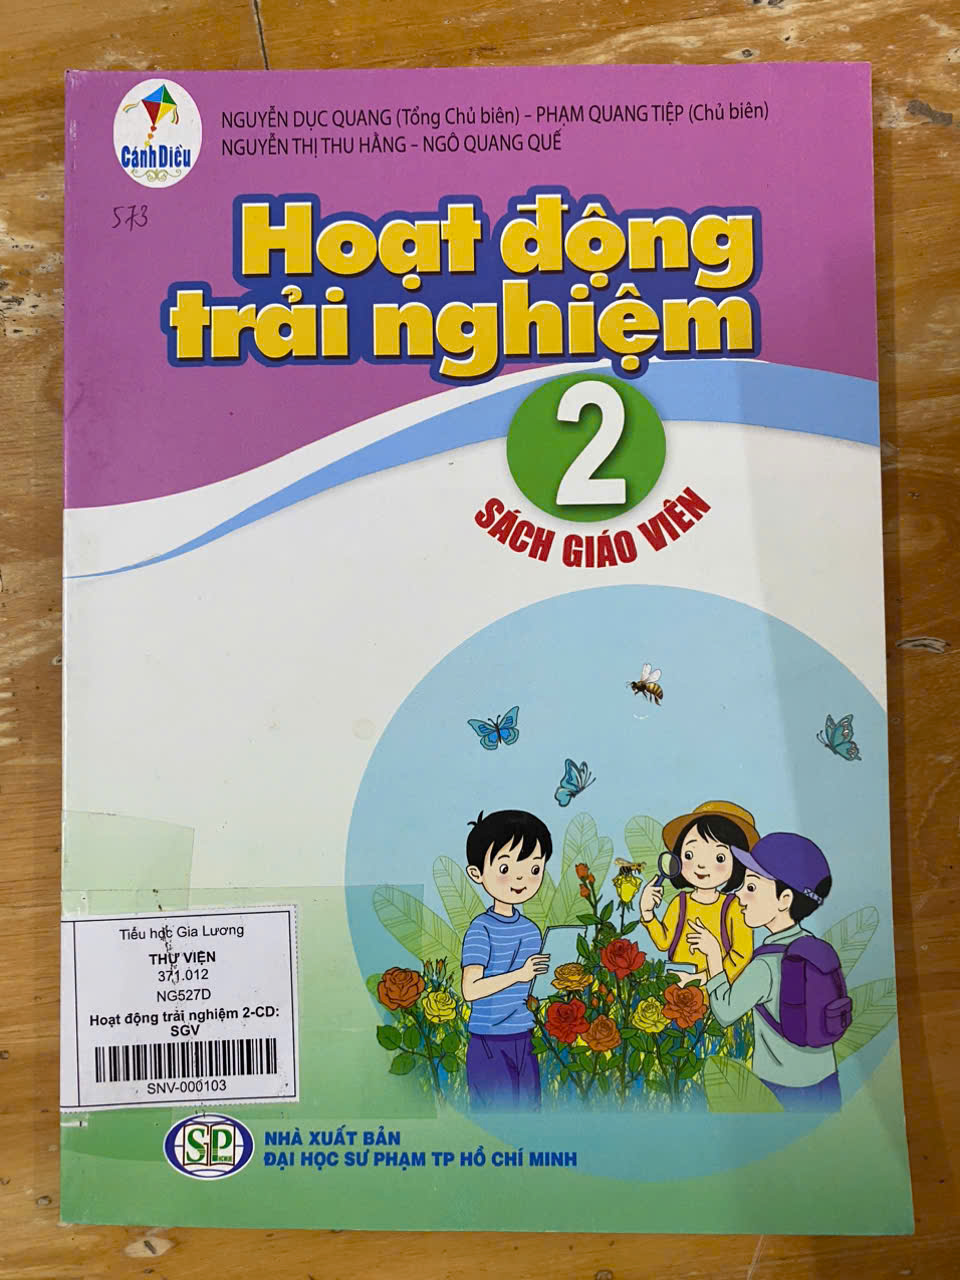 NGUYỄN DỤC QUANG (Tổng Chủ biên) – PHẠM QUANG TIỆP (Chủ biên)
NGUYỄN THỊ THU HẰNG – NGÔ QUANG QUẾ
Cánh Diều
573
Hoạt động
trải nghiệm
2
SÁCH GIÁO VIÊN
Tiểu học Gia Lương
THƯ VIỆN
371.012
NG527D
Hoạt động trải nghiệm 2-CD:
SGV
SNV-000103
SP
NHÀ XUẤT BẢN
ĐẠI HỌC SƯ PHẠM TP HỒ CHÍ MINH